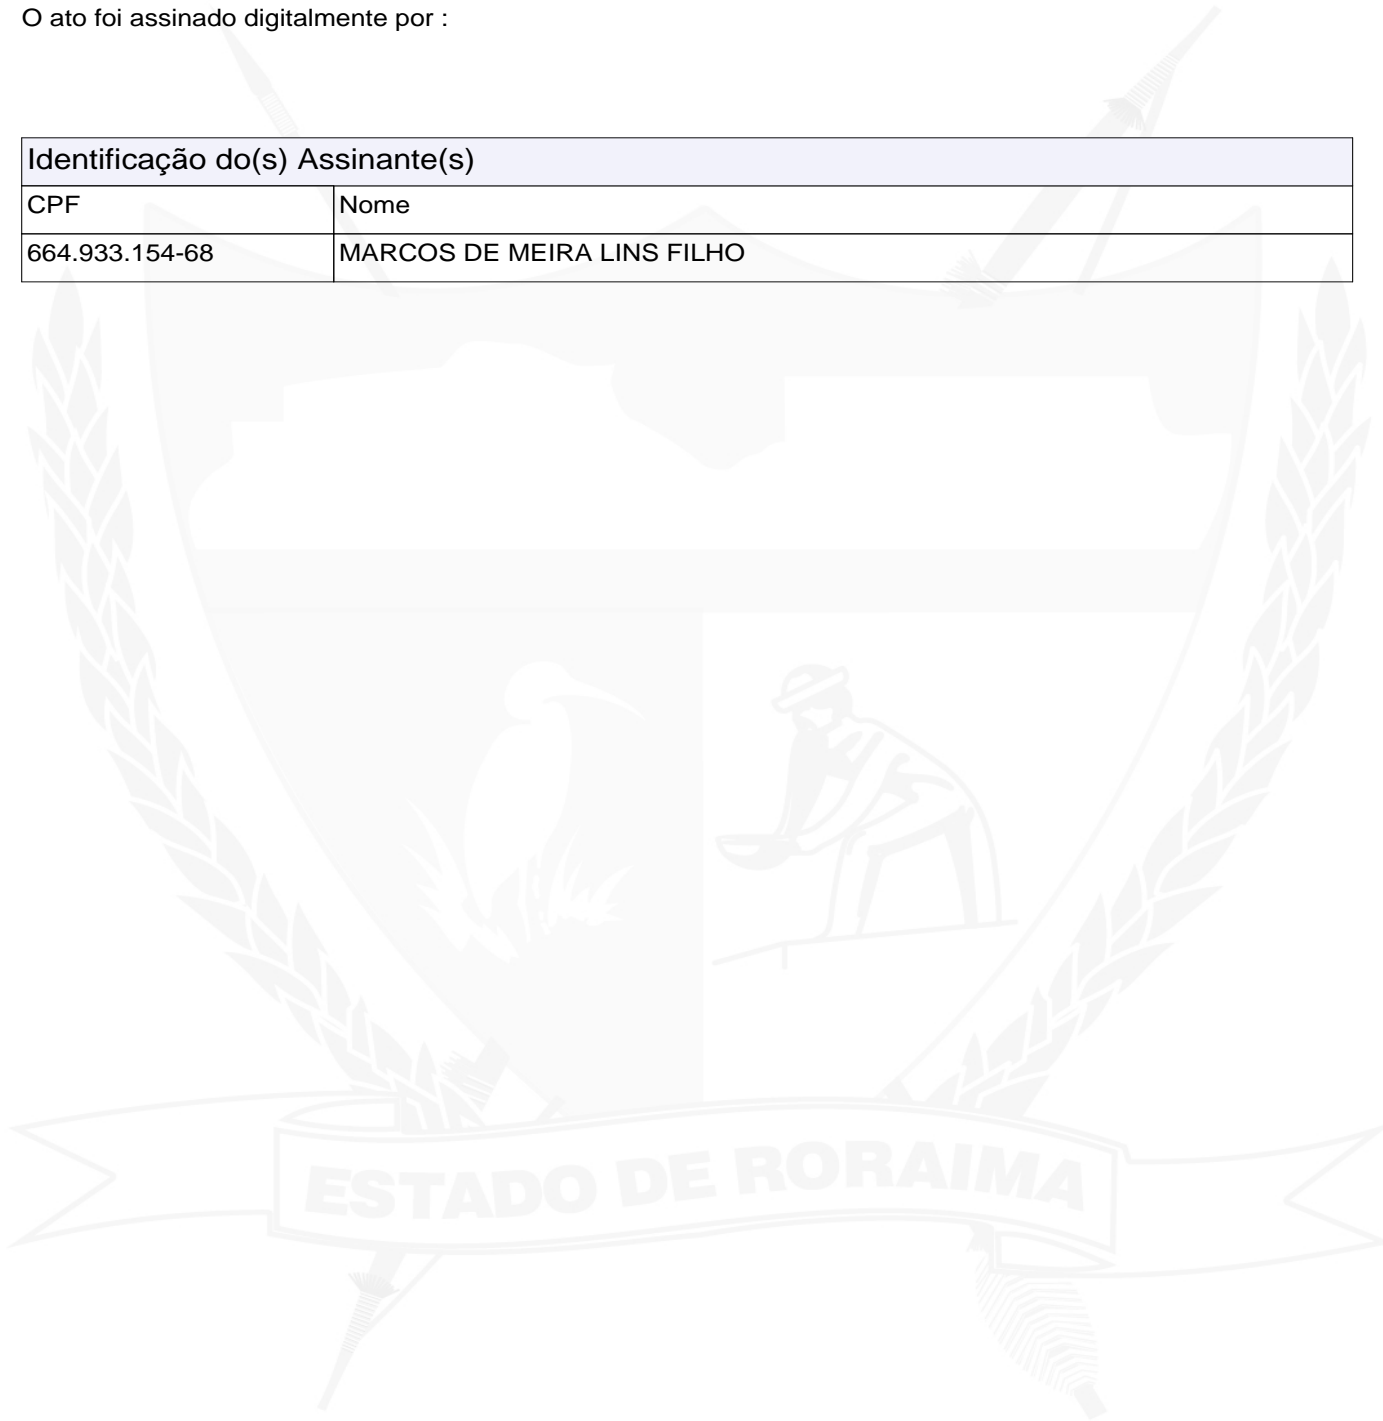 O ato foi assinado digitalmente por :
Identificação do(s) Assinante(s)
CPF Nome
664.933.154-68 MARCOS DE MEIRA LINS FILHO
ESTADO DE RORAIMA